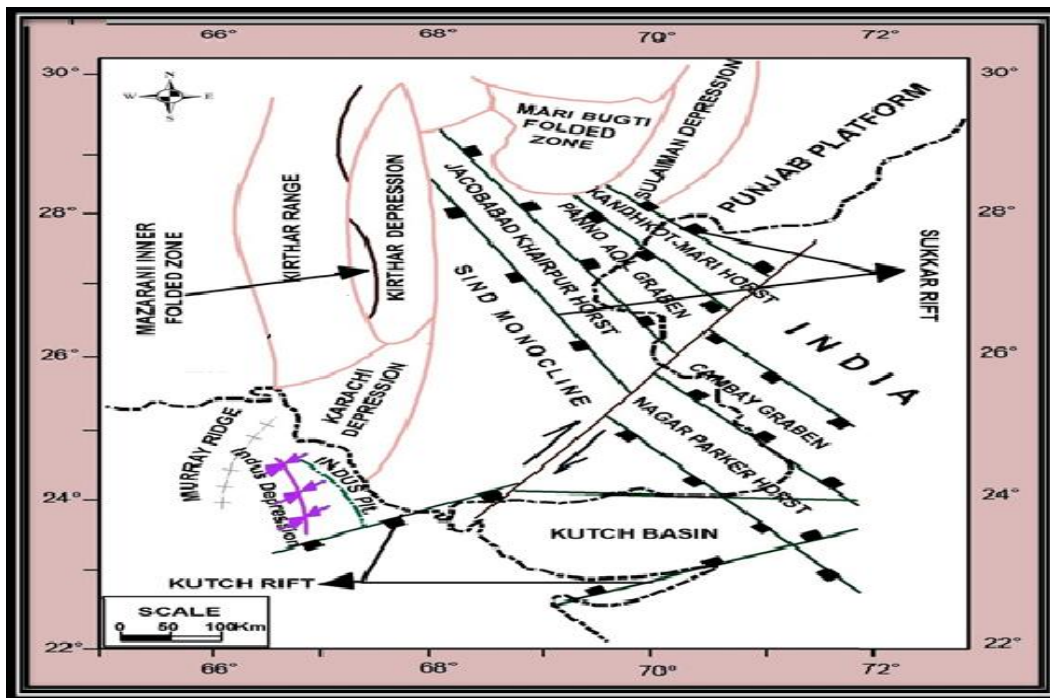 66°
68°
70°
72°
30°
30°
N
W
E
S
MARI BUGTI
FOLDED
ZONE
SULAIMAN DEPRESSION
PUNJAB PLATFORM
KIRTHAR RANGE
KIRTHAR DEPRESSION
JACOBABAD KHAIRPUR HORST
PANNO AQIL GRABEN
KANDHKOT-MARI HORST
28°
28°
MAZARANI INNER
FOLDED ZONE
SIND MONOCLINE
SUKKAR RIFT
INDIA
26°
26°
KARACHI
DEPRESSION
CAMBAY GRABEN
NAGAR PARKER HORST
MURRAY RIDGE
Indus Depression
INDUS Plt.
24°
24°
KUTCH BASIN
KUTCH RIFT
SCALE
0 50 100Km
22°
22°
66°
68°
70°
72°